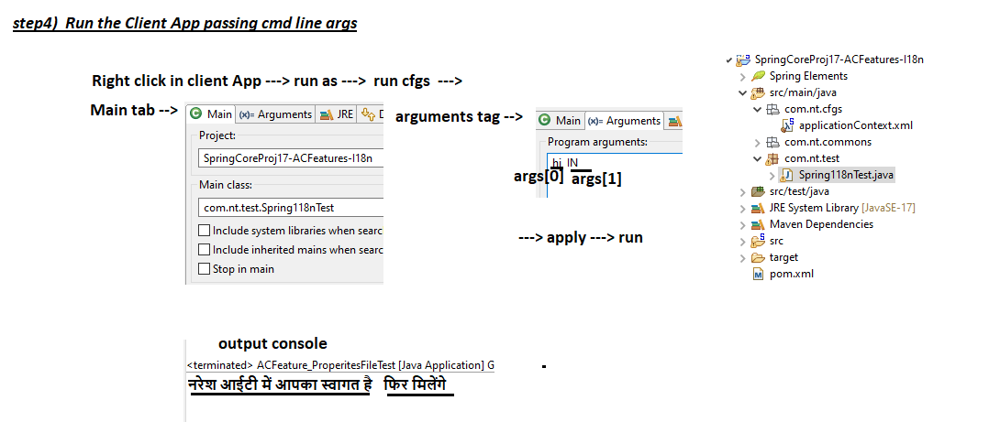 step4) Run the Client App passing cmd line args
Right click in client App ---> run as ---> run cfgs --->
Main tab -->
Main (x)= Arguments JRE
Project:
SpringCoreProj17-ACFeatures-I18n
Main class:
com.nt.test.Spring118nTest
Include system libraries when searc
Include inherited mains when searc
Stop in main
arguments tag -->
Main (x)= Arguments
Program arguments:
hi IN
args[0] args[1]
---> apply ---> run
SpringCoreProj17-ACFeatures-I18n
Spring Elements
src/main/java
com.nt.cfgs
applicationContext.xml
com.nt.commons
com.nt.test
Spring118nTest.java
src/test/java
JRE System Library [JavaSE-17]
Maven Dependencies
src
target
pom.xml
output console
<terminated> ACFeature_ProperitesFileTest [Java Application] G
नरेश आईटी में आपका स्वागत है फिर मिलेंगे